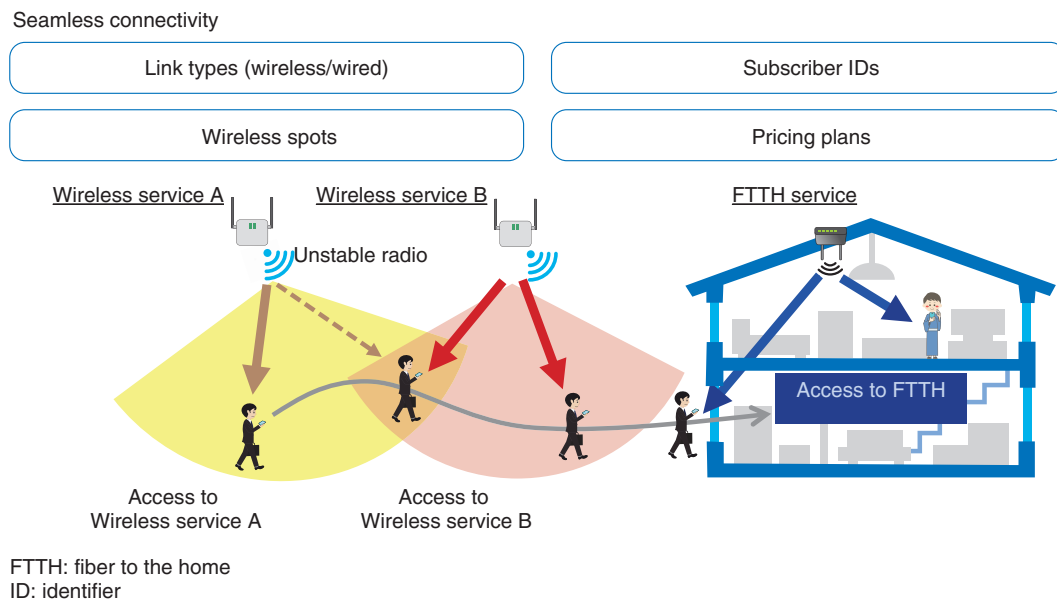 Seamless connectivity
Link types (wireless/wired)
Subscriber IDs
Wireless spots
Pricing plans
Wireless service A
Wireless service B
FTTH service
Unstable radio
Access to FTTH
Access to
Wireless service A
Access to
Wireless service B
FTTH: fiber to the home
ID: identifier